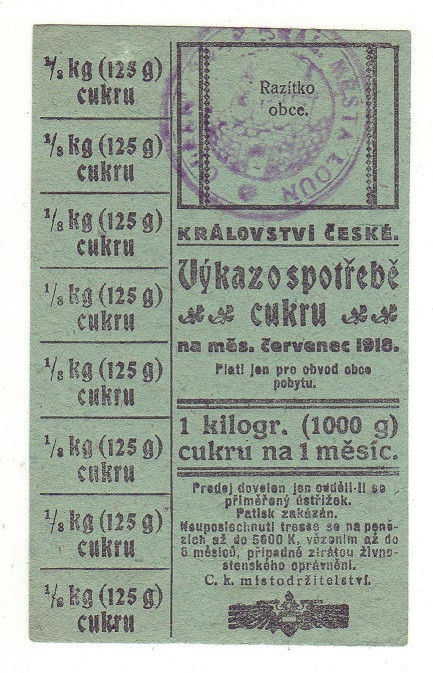 1/8 kg (125 g)
cukru
1/8 kg (125 g)
cukru
1/8 kg (125 g)
cukru
1/8 kg (125 g)
cukru
1/8 kg (125 g)
cukru
1/8 kg (125 g)
cukru
1/8 kg (125 g)
cukru
1/8 kg (125 g)
cukru
MĚSTA LOUN
Razítko
obce.
KRÁLOVSTVÍ ČESKÉ.
Výkaz o spotřebě
cukru
na měs. červenec 1918.
Platí jen pro obvod obce
pobytu.
1 kilogr. (1000 g)
cukru na 1 měsíc.
Prodej dovolen jen oddělí-li se
přiměřený ústřižek.
Patisk zakázán.
Neuposlechnutí tresce se na peně-
zích až do 5000 K, vězením až do
6 měsíců, případně ztrátou živno-
stenského oprávnění.
C. k. místodržitelství.